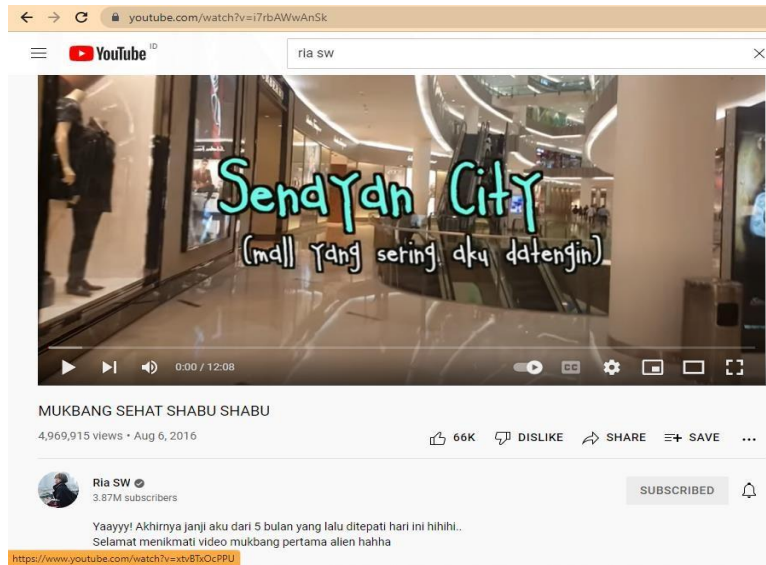 youtube.com/watch?v=i7rbAWwAnSk
YouTube ID
ria sw
Senayan City
(mall yang sering aku datengin)
0:00 / 12:08
CC
MUKBANG SEHAT SHABU SHABU
4,969,915 views • Aug 6, 2016
66K DISLIKE SHARE SAVE
Ria SW
3.87M subscribers
SUBSCRIBED
Yaayyy! Akhirnya janji aku dari 5 bulan yang lalu ditepati hari ini hihihi..
Selamat menikmati video mukbang pertama alien hahha
https://www.youtube.com/watch?v=xtvBTxOcPPU